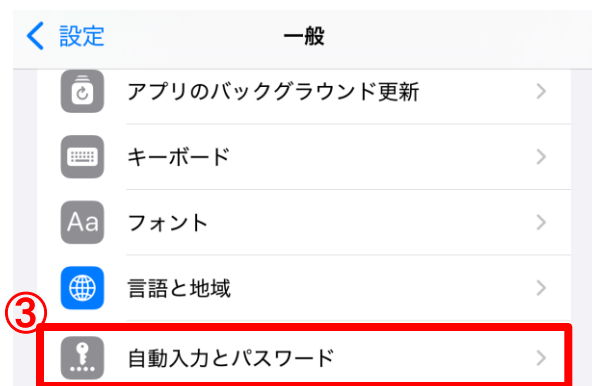 設定 一般
アプリのバックグラウンド更新
キーボード
Aa フォント
言語と地域
③
自動入力とパスワード